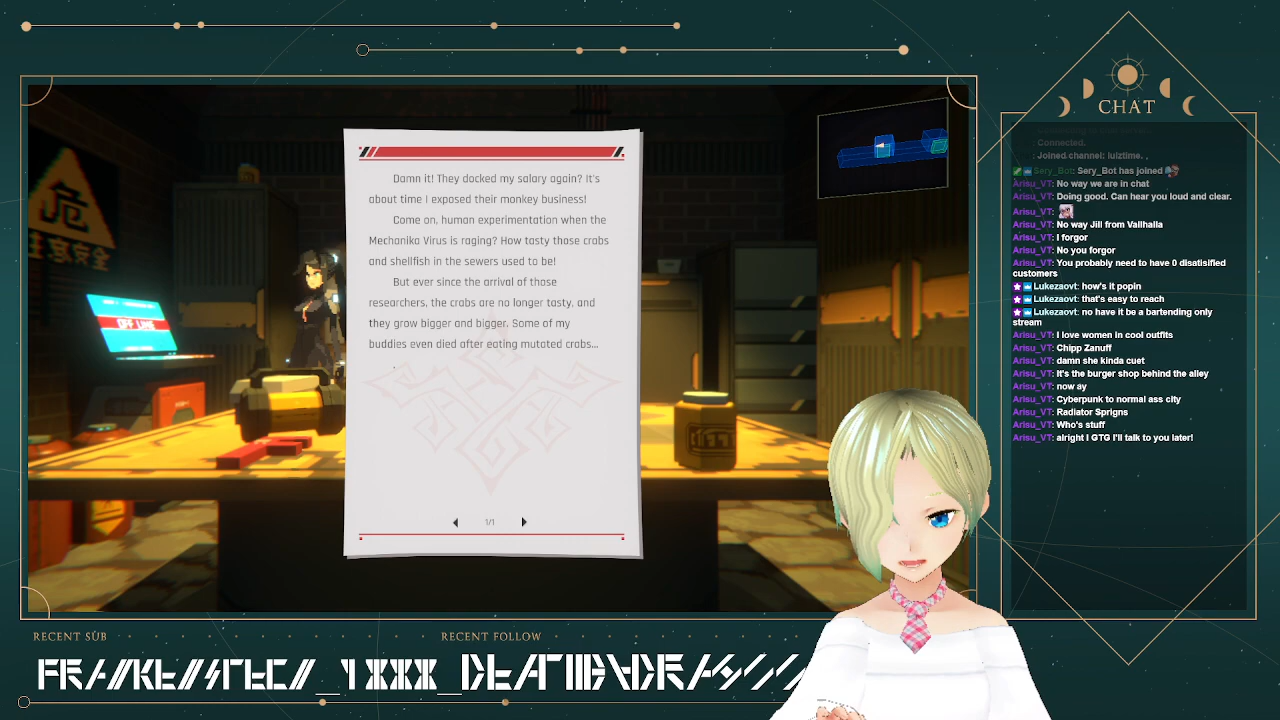 CHAT
: Connected.
: Joined channel: lulztime. ,
Sery_Bot: Sery_Bot has joined
Arisu_VT: No way we are in chat
Arisu_VT: Doing good. Can hear you loud and clear.
Arisu_VT:
Arisu_VT: No way Jill from Valhalla
Arisu_VT: I forgor
Arisu_VT: No you forgor
Arisu_VT: You probably need to have 0 disatisified
customers
Lukezaovt: how's it popin
Lukezaovt: that's easy to reach
Lukezaovt: no have it be a bartending only
stream
Arisu_VT: I love women in cool outfits
Arisu_VT: Chipp Zanuff
Arisu_VT: damn she kinda cuet
Arisu_VT: It's the burger shop behind the alley
Arisu_VT: now ay
Arisu_VT: Cyberpunk to normal ass city
Arisu_VT: Radiator Sprigns
Arisu_VT: Who's stuff
Arisu_VT: alright I GTG I'll talk to you later!
Damn it! They docked my salary again? It's
about time I exposed their monkey business!
Come on, human experimentation when the
Mechanika Virus is raging? How tasty those crabs
and shellfish in the sewers used to be!
But ever since the arrival of those
researchers, the crabs are no longer tasty, and
they grow bigger and bigger. Some of my
buddies even died after eating mutated crabs...
1/1
危
注意安全
OFF LINE
RECENT SUB
RECENT FOLLOW